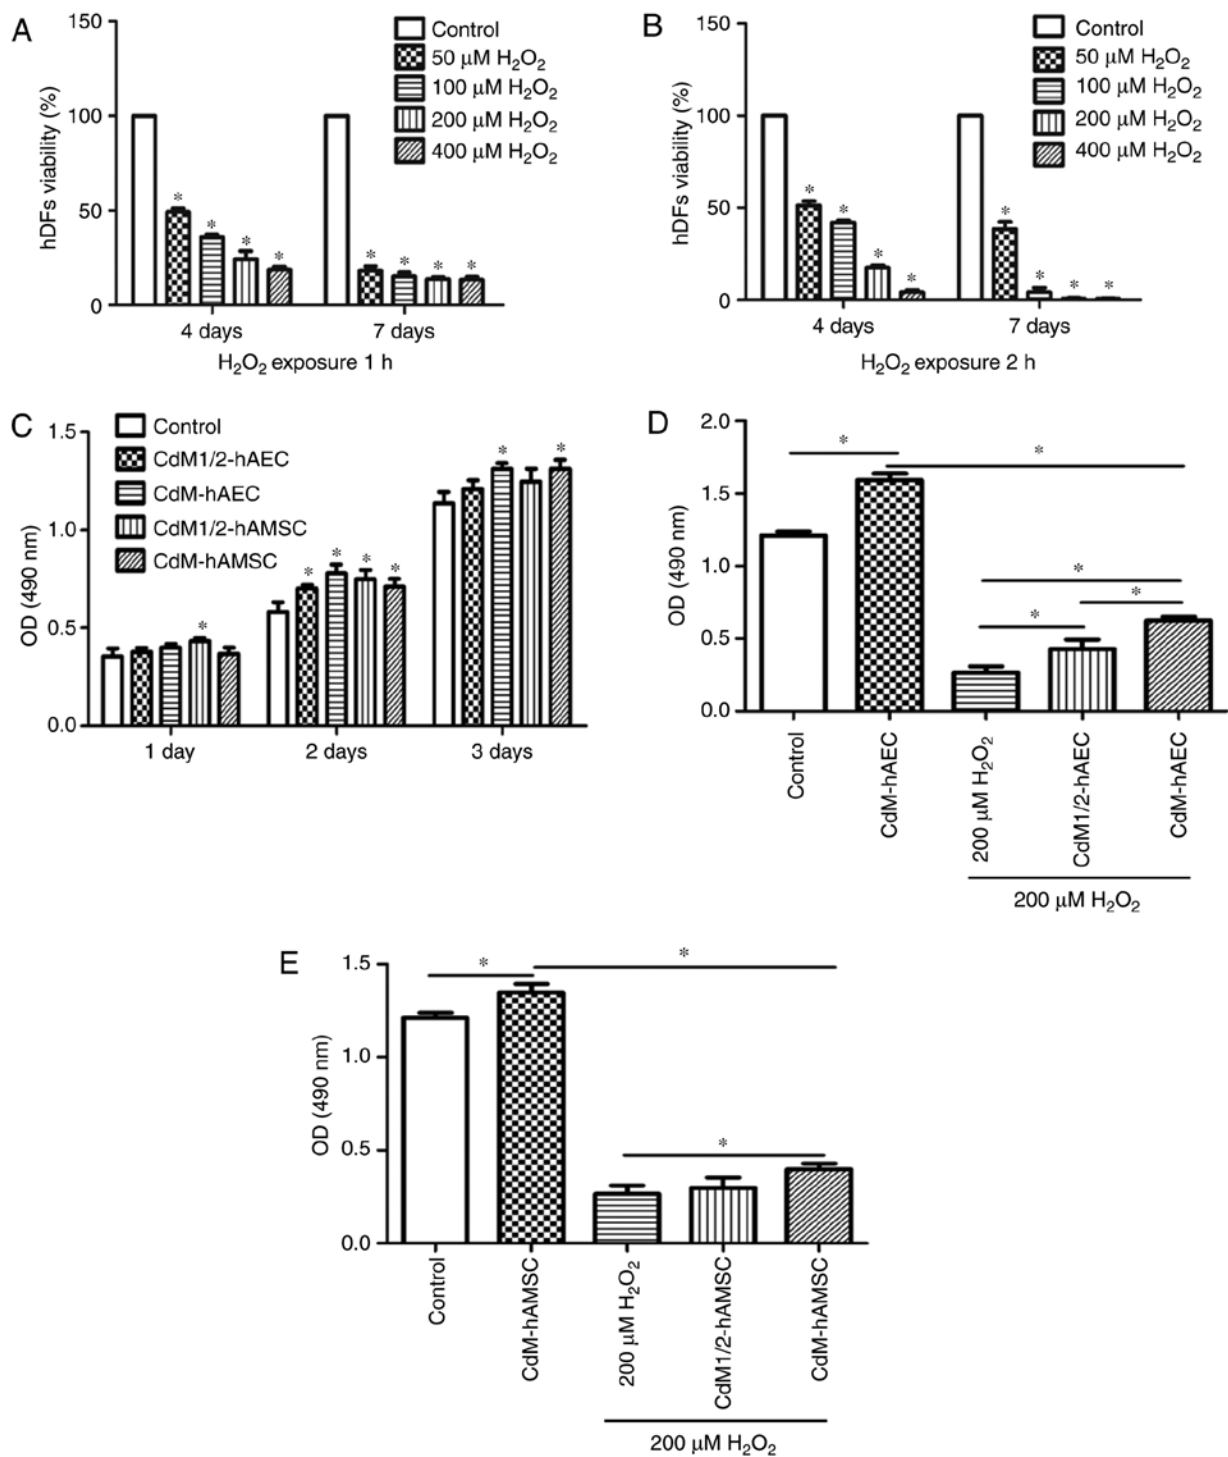 A
150
100
50
0
hDFs viability (%)
Control
50 μM H₂O₂
100 μM H₂O₂
200 μM H₂O₂
400 μM H₂O₂
* * * * * * * *
4 days 7 days
H₂O₂ exposure 1 h
B
150
100
50
0
hDFs viability (%)
Control
50 μM H₂O₂
100 μM H₂O₂
200 μM H₂O₂
400 μM H₂O₂
* * * * * * * *
4 days 7 days
H₂O₂ exposure 2 h
C
1.5
1.0
0.5
0.0
OD (490 nm)
Control
CdM1/2-hAEC
CdM-hAEC
CdM1/2-hAMSC
CdM-hAMSC
* * * * * * *
1 day 2 days 3 days
D
2.0
1.5
1.0
0.5
0.0
OD (490 nm)
* * * * *
Control
CdM-hAEC
200 μM H₂O₂
CdM1/2-hAEC
CdM-hAEC
200 μM H₂O₂
E
1.5
1.0
0.5
0.0
OD (490 nm)
* * *
Control
CdM-hAMSC
200 μM H₂O₂
CdM1/2-hAMSC
CdM-hAMSC
200 μM H₂O₂